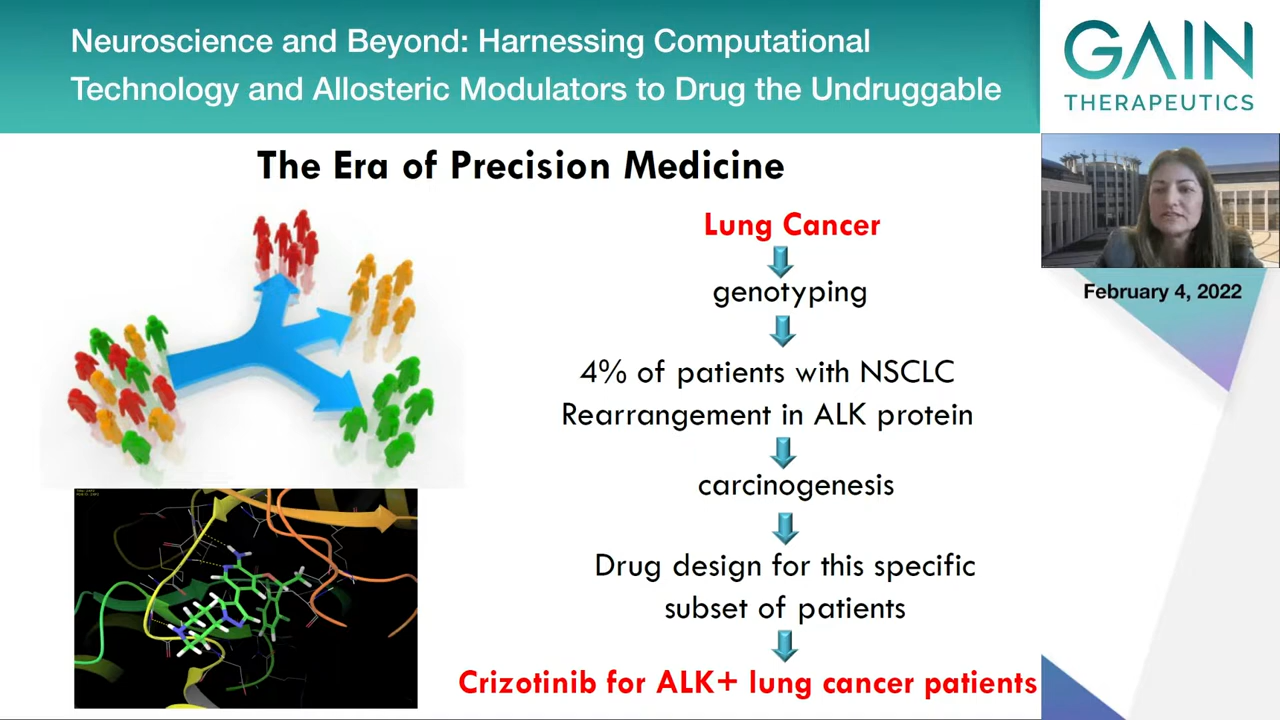 Neuroscience and Beyond: Harnessing Computational
Technology and Allosteric Modulators to Drug the Undruggable
GAIN
THERAPEUTICS
The Era of Precision Medicine
Lung Cancer
genotyping
4% of patients with NSCLC
Rearrangement in ALK protein
carcinogenesis
Drug design for this specific
subset of patients
Crizotinib for ALK+ lung cancer patients
February 4, 2022